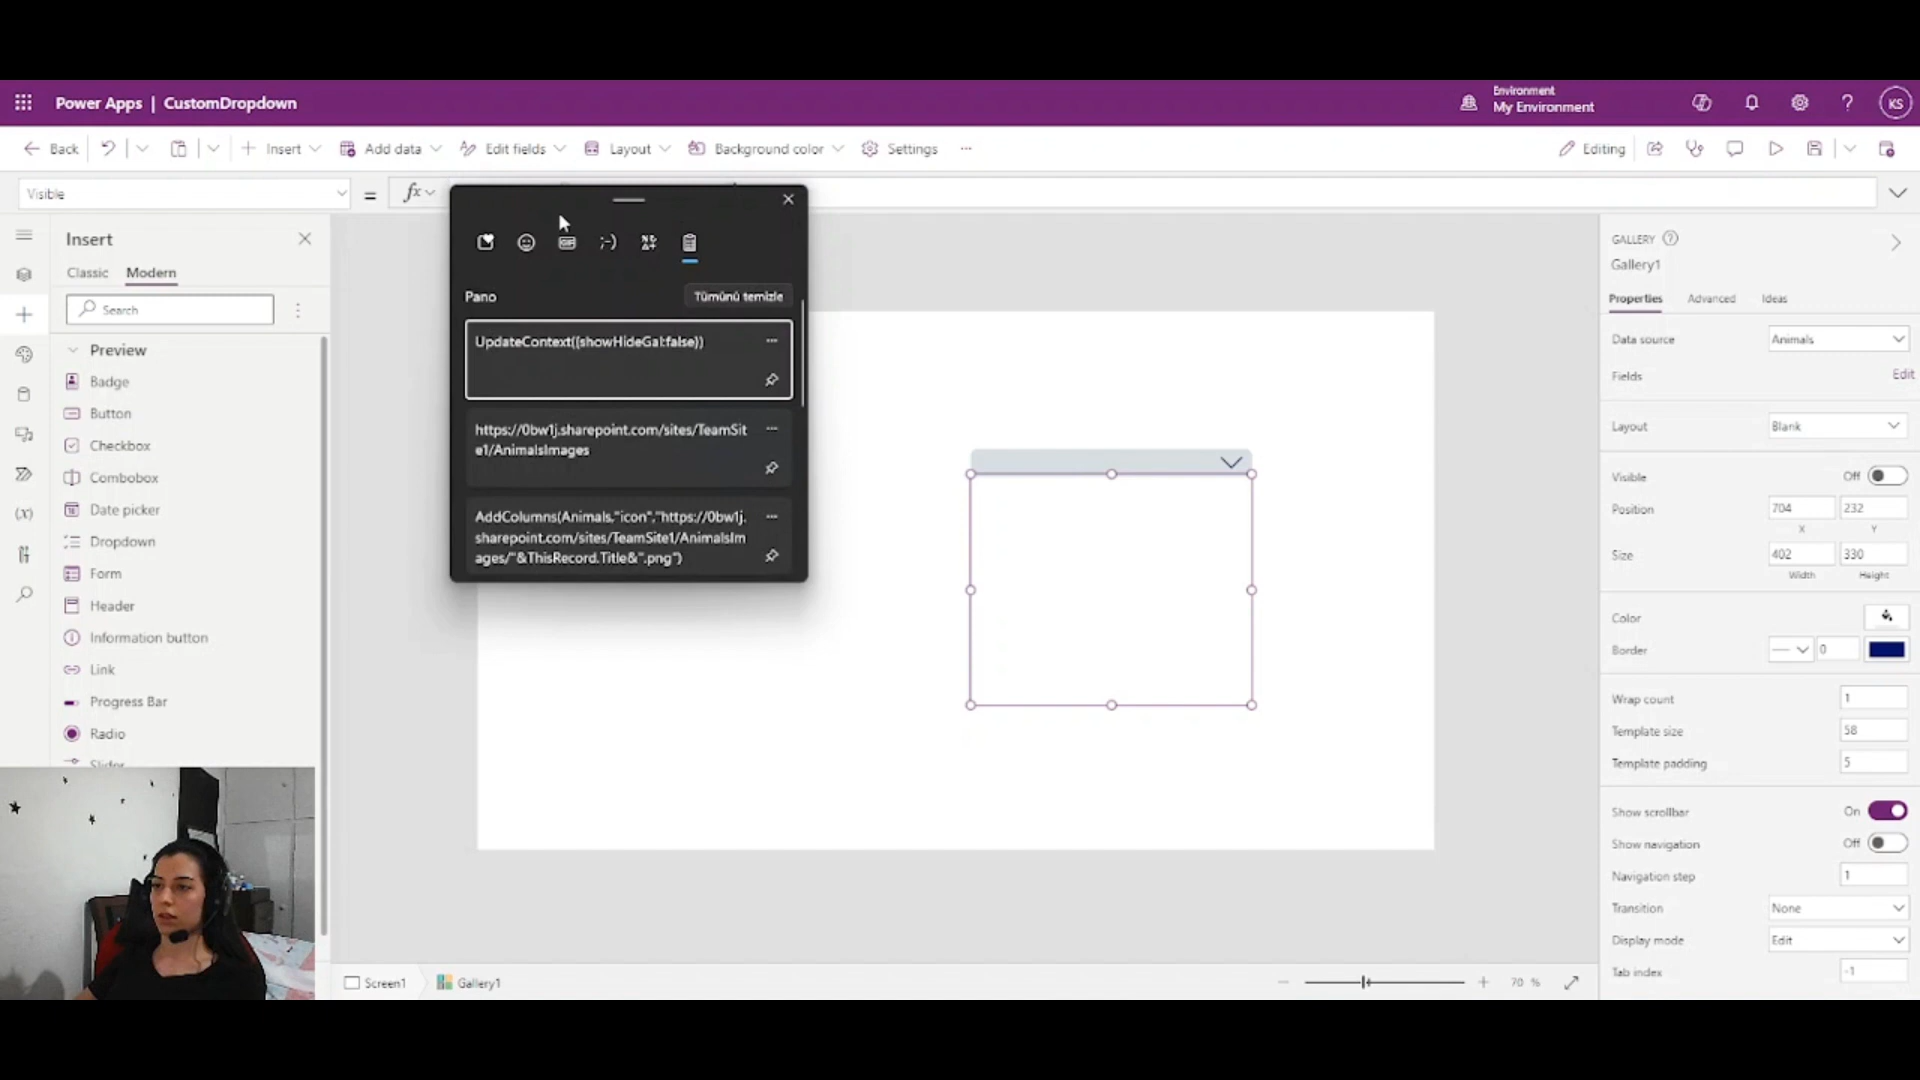 Power Apps | CustomDropdown
Environment
My Environment
KS
Back
Insert
Add data
Edit fields
Layout
Background color
Settings
Editing
Visible
=
fx
Insert
Classic
Modern
Search
Preview
Badge
Button
Checkbox
Combobox
Date picker
Dropdown
Form
Header
Information button
Link
Progress Bar
Radio
Slider
GIF
;-)
Pano
Tümünü temizle
UpdateContext({showHideGal:false})
https://0bw1j.sharepoint.com/sites/TeamSit
e1/AnimalsImages
AddColumns(Animals,"icon","https://0bw1j.
sharepoint.com/sites/TeamSite1/AnimalsIm
ages/"&ThisRecord.Title&".png")
GALLERY
Gallery1
Properties
Advanced
Ideas
Data source
Animals
Fields
Edit
Layout
Blank
Visible
Off
Position
704
232
X
Y
Size
402
330
Width
Height
Color
Border
0
Wrap count
1
Template size
58
Template padding
5
Show scrollbar
On
Show navigation
Off
Navigation step
1
Transition
None
Display mode
Edit
Tab index
-1
Screen1
Gallery1
70 %